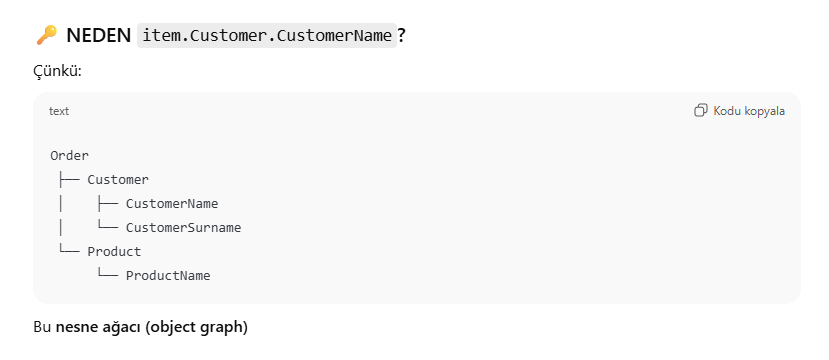 🔑 NEDEN item.Customer.CustomerName?
Çünkü:
text Kodu kopyala
Order
├── Customer
│   ├── CustomerName
│   └── CustomerSurname
└── Product
    └── ProductName
Bu nesne ağacı (object graph)